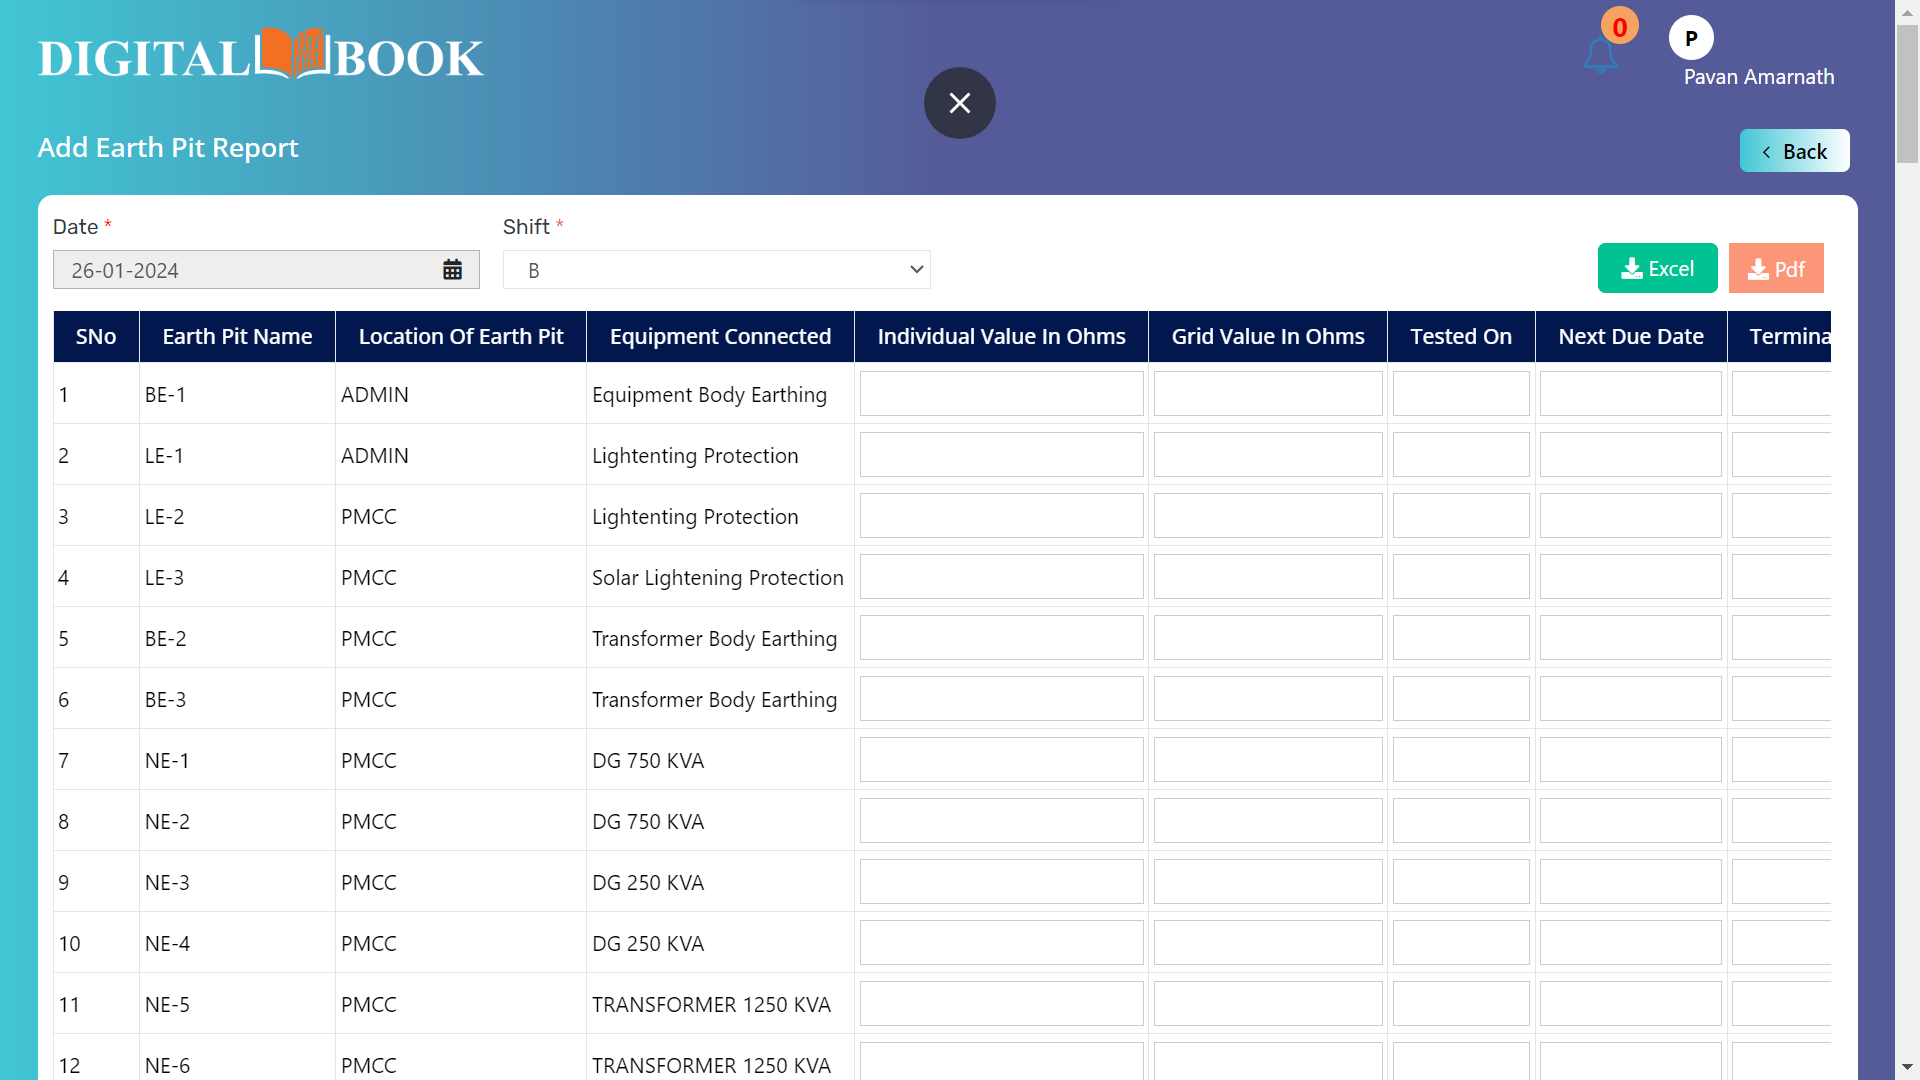 DIGITAL BOOK
0
P
Pavan Amarnath
Add Earth Pit Report
Back
Date *
Shift *
26-01-2024
B
Excel
Pdf
SNo Earth Pit Name Location Of Earth Pit Equipment Connected Individual Value In Ohms Grid Value In Ohms Tested On Next Due Date Termina
1 BE-1 ADMIN Equipment Body Earthing
2 LE-1 ADMIN Lightenting Protection
3 LE-2 PMCC Lightenting Protection
4 LE-3 PMCC Solar Lightening Protection
5 BE-2 PMCC Transformer Body Earthing
6 BE-3 PMCC Transformer Body Earthing
7 NE-1 PMCC DG 750 KVA
8 NE-2 PMCC DG 750 KVA
9 NE-3 PMCC DG 250 KVA
10 NE-4 PMCC DG 250 KVA
11 NE-5 PMCC TRANSFORMER 1250 KVA
12 NE-6 PMCC TRANSFORMER 1250 KVA